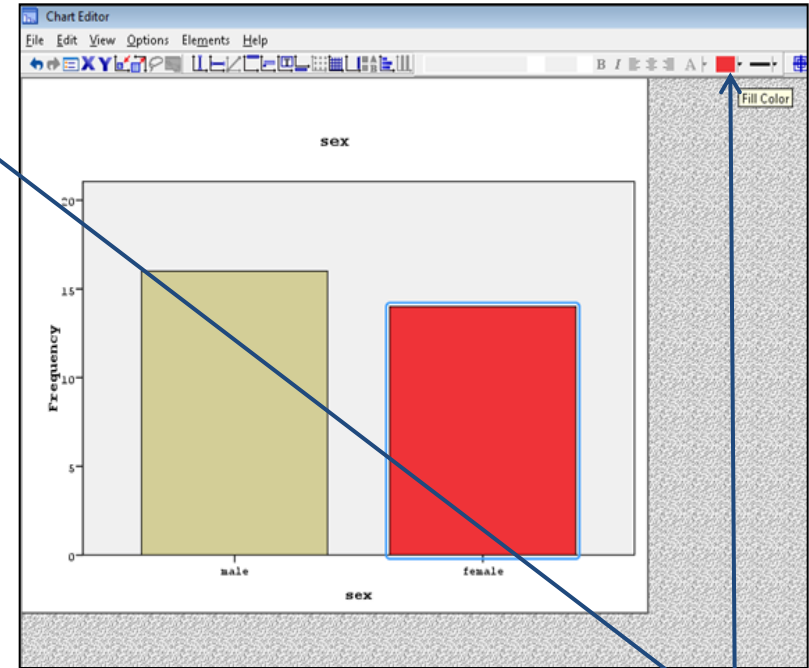 Chart Editor
File Edit View Options Elements Help
X Y
B I A
Fill Color
sex
20
15
10
5
0
Frequency
male female
sex